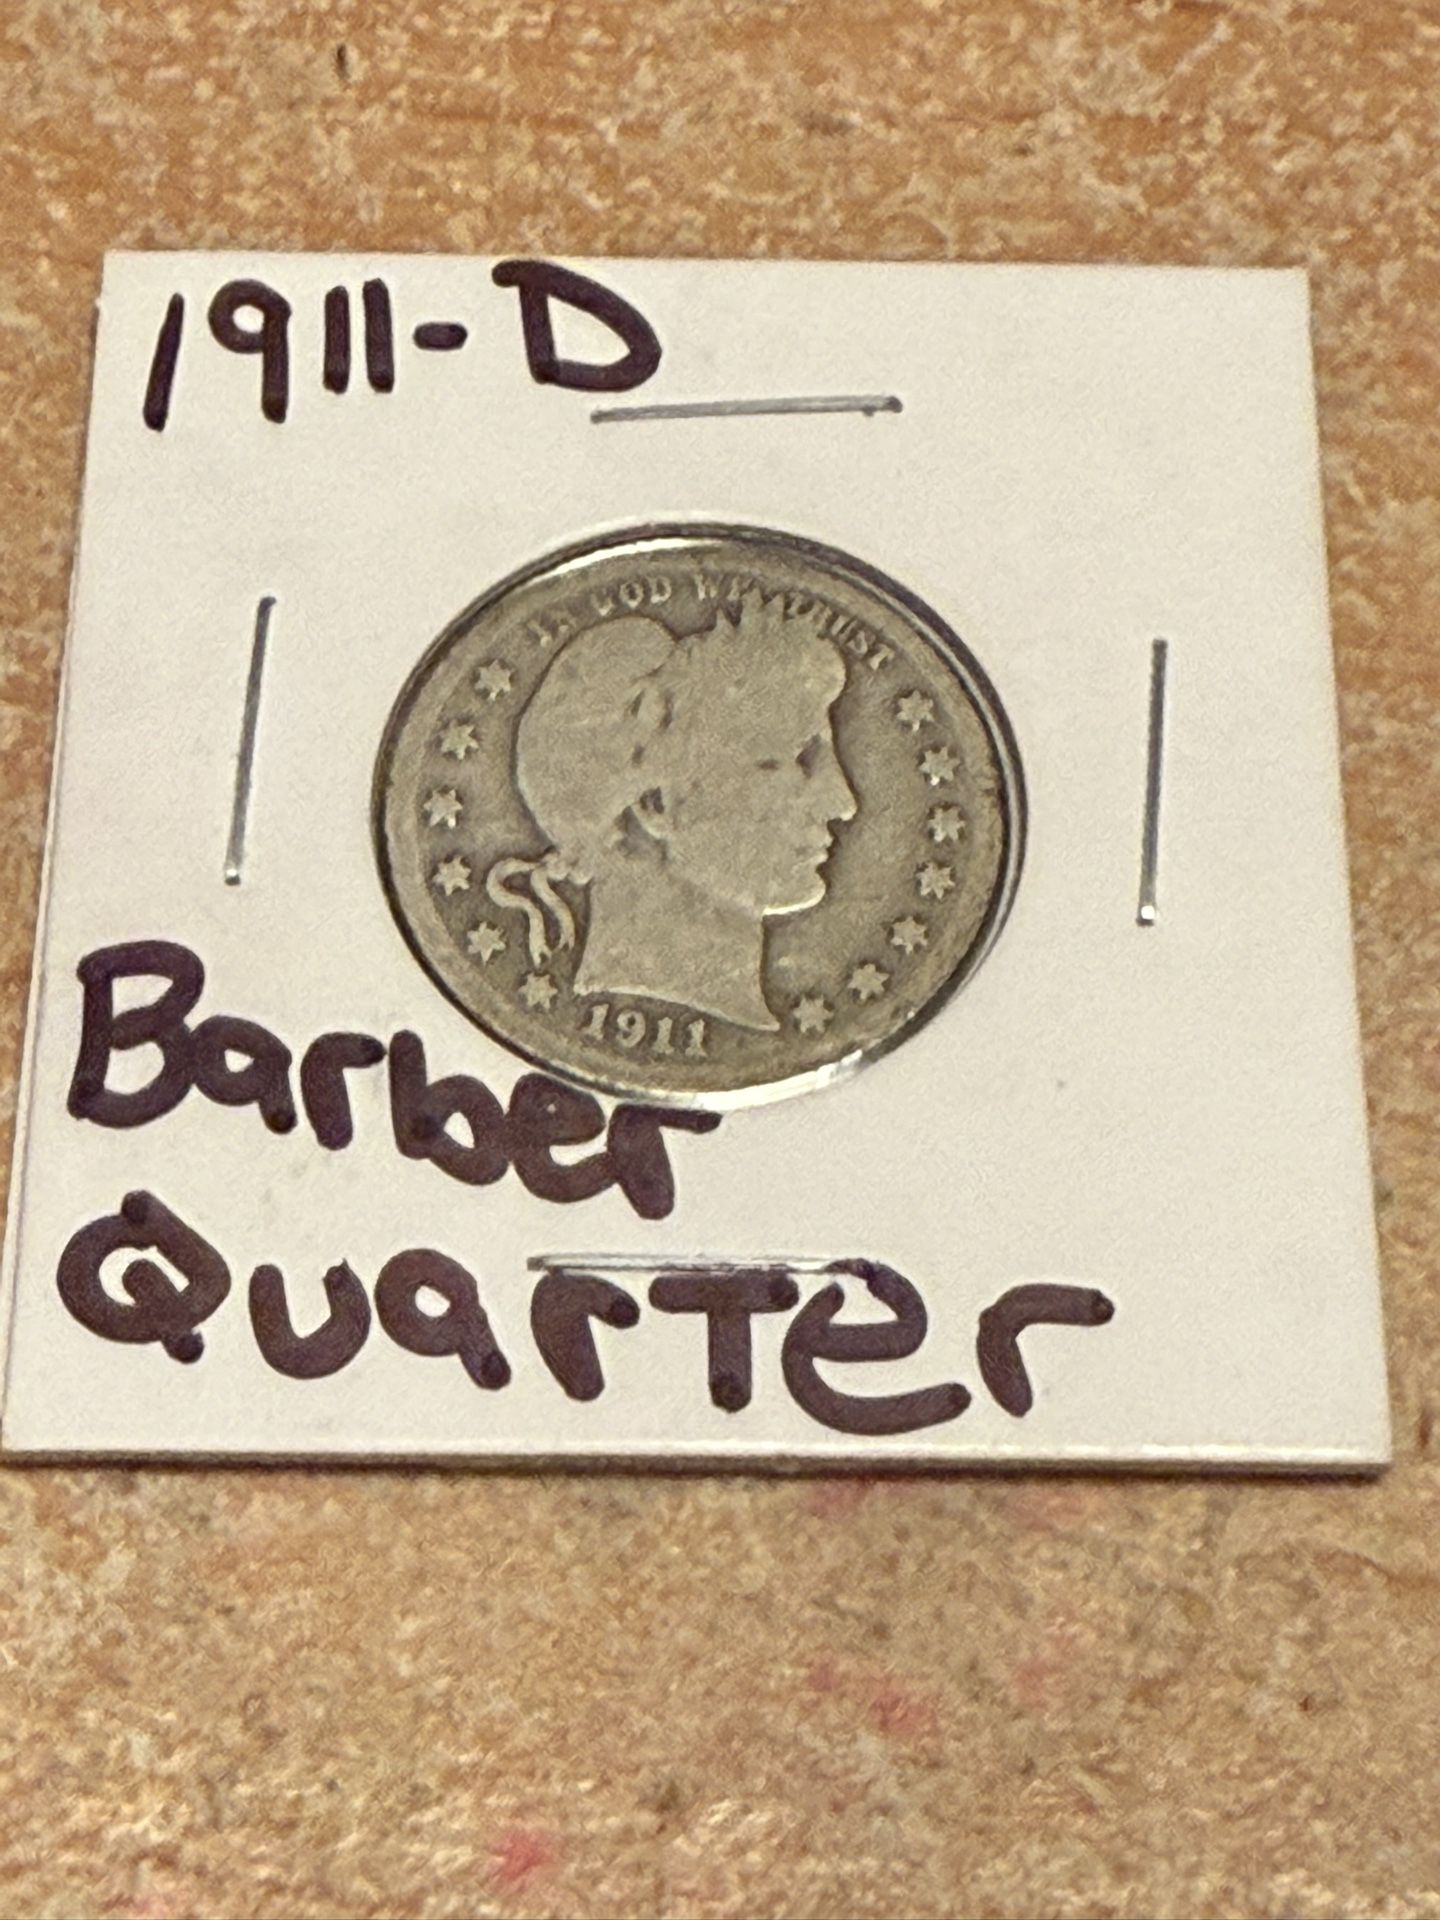 1911-D
IN GOD WE TRUST
1911
Barber
Quarter